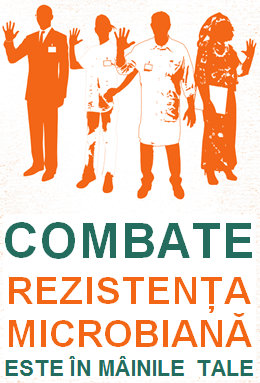 COMBATE
REZISTENȚA
MICROBIANĂ
ESTE ÎN MÂINILE TALE